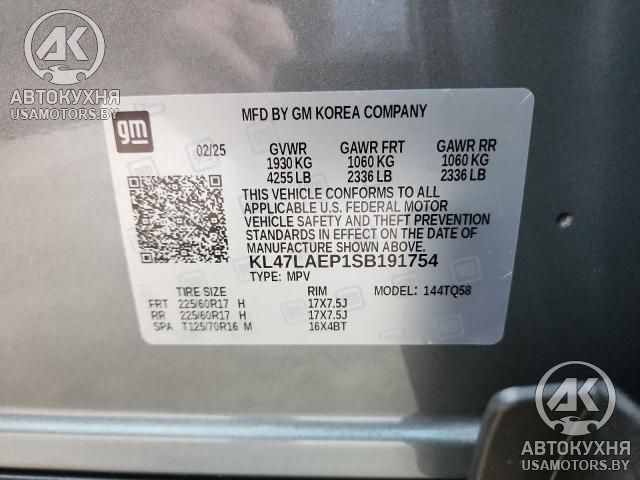 АК
АВТОКУХНЯ
USAMOTORS.BY
gm
MFD BY GM KOREA COMPANY
02/25 GVWR GAWR FRT GAWR RR
1930 KG 1060 KG 1060 KG
4255 LB 2336 LB 2336 LB
THIS VEHICLE CONFORMS TO ALL
APPLICABLE U.S. FEDERAL MOTOR
VEHICLE SAFETY AND THEFT PREVENTION
STANDARDS IN EFFECT ON THE DATE OF
MANUFACTURE SHOWN ABOVE.
KL47LAEP1SB191754
TYPE: MPV MODEL: 144TQ58
TIRE SIZE RIM
FRT 225/60R17 H 17X7.5J
RR 225/60R17 H 17X7.5J
SPA T125/70R16 M 16X4BT
АК
АВТОКУХНЯ
USAMOTORS.BY